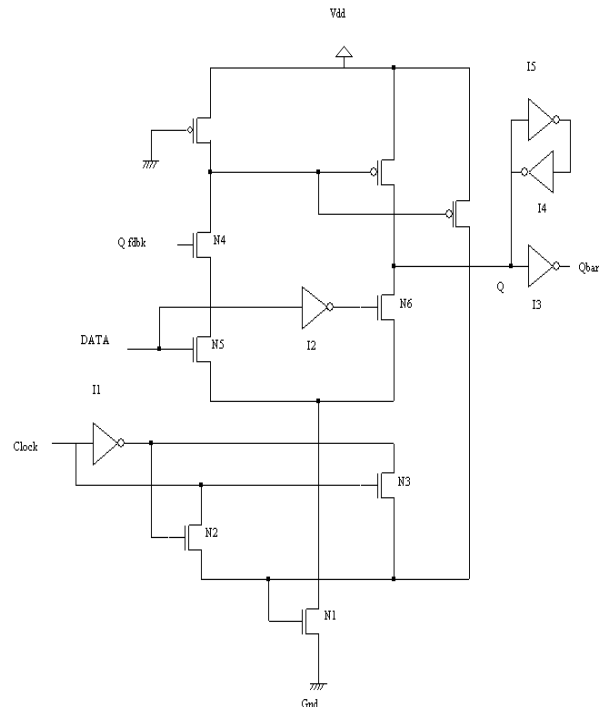 Vdd
I5
I4
Q fdbk
N4
Qbar
Q
I3
N6
DATA
N5
I2
I1
Clock
N3
N2
N1
Gnd